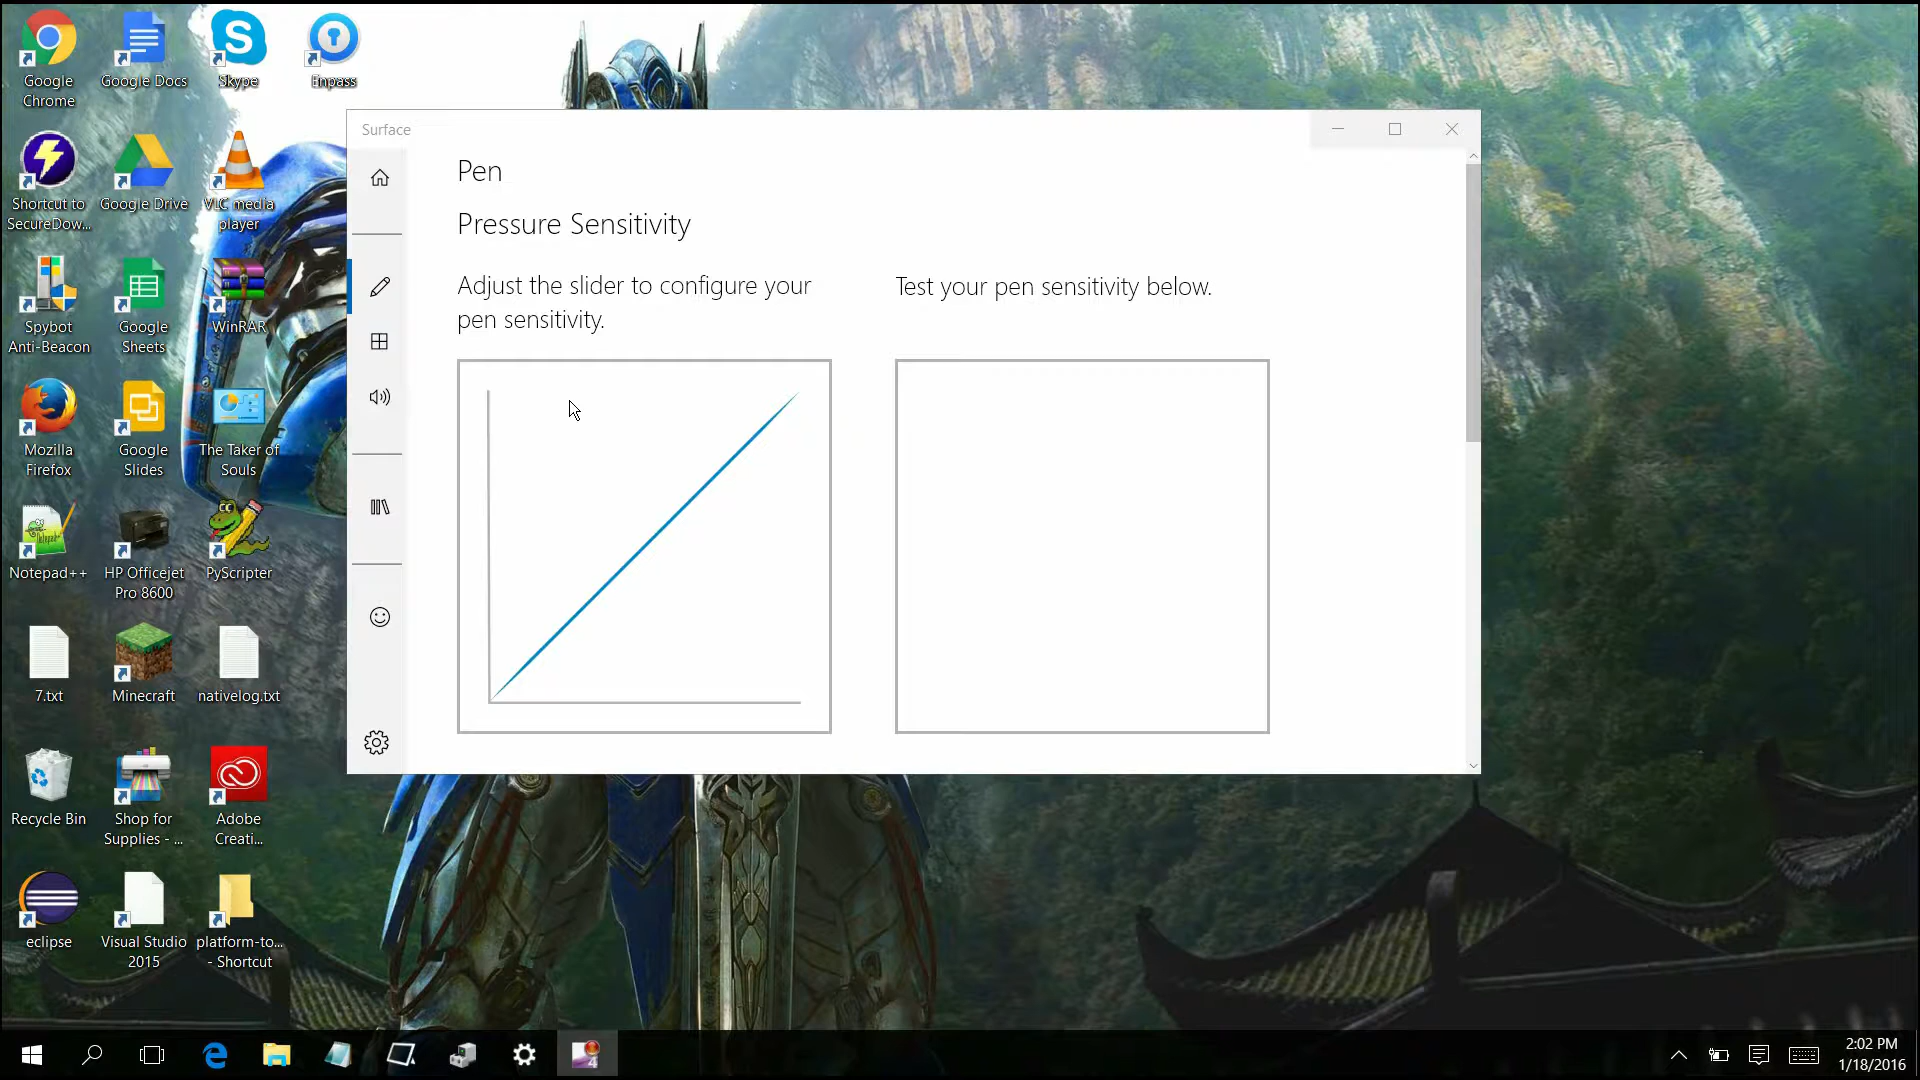 Google
Chrome
Google Docs
Skype
Enpass
Shortcut to
SecureDow...
Google Drive
VLC media
player
Spybot
Anti-Beacon
Google
Sheets
WinRAR
Mozilla
Firefox
Google
Slides
The Taker of
Souls
Notepad++
HP Officejet
Pro 8600
PyScripter
7.txt
Minecraft
nativelog.txt
Recycle Bin
Shop for
Supplies - ...
Adobe
Creati...
eclipse
Visual Studio
2015
platform-to...
- Shortcut
Surface
Pen
Pressure Sensitivity
Adjust the slider to configure your
pen sensitivity.
Test your pen sensitivity below.
2:02 PM
1/18/2016